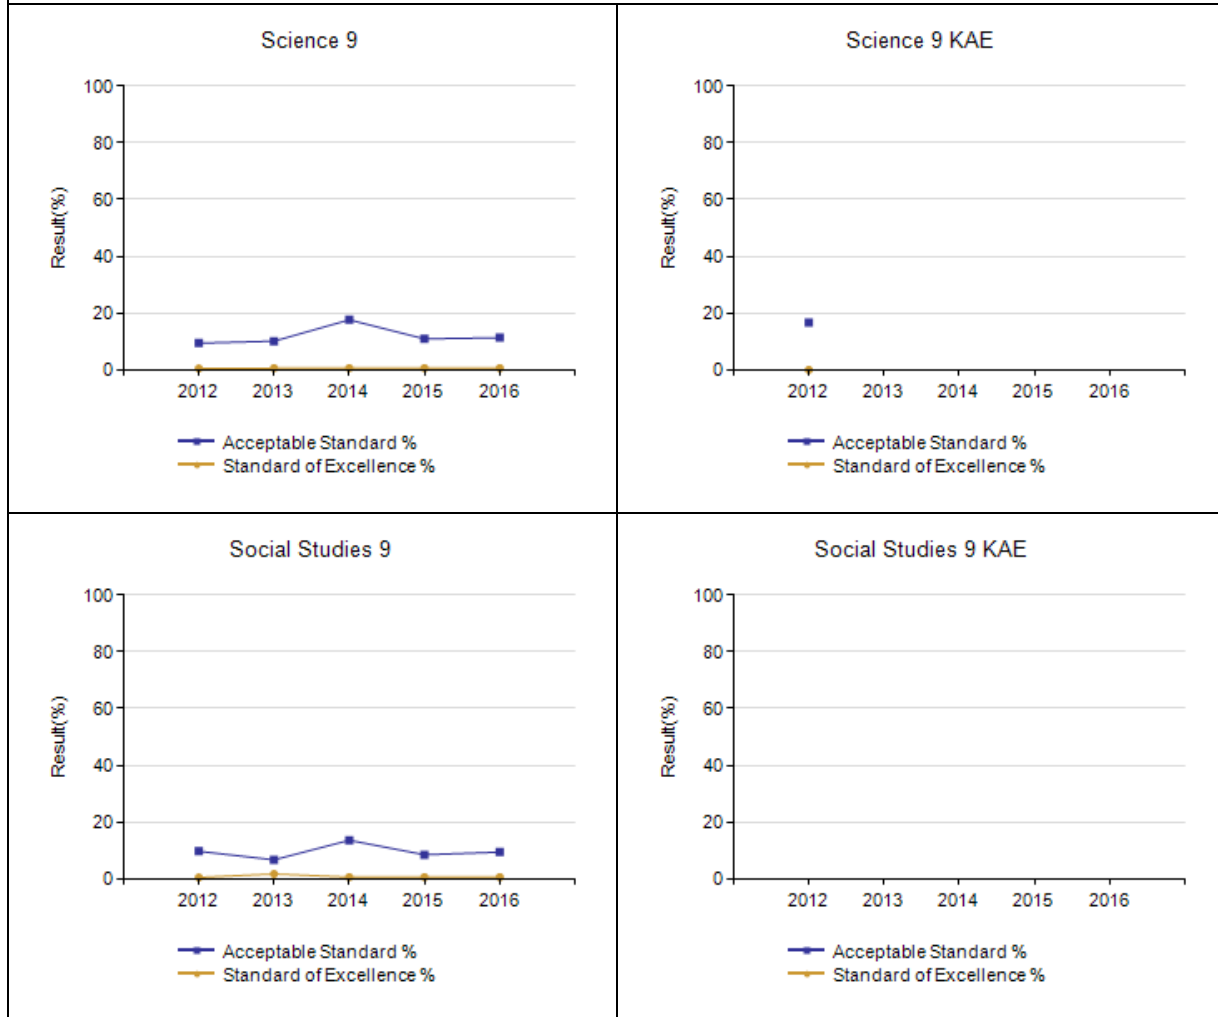 Science 9
100
80
60
40
20
0
Result(%)
2012 2013 2014 2015 2016
Acceptable Standard %
Standard of Excellence %
Science 9 KAE
100
80
60
40
20
0
Result(%)
2012 2013 2014 2015 2016
Acceptable Standard %
Standard of Excellence %
Social Studies 9
100
80
60
40
20
0
Result(%)
2012 2013 2014 2015 2016
Acceptable Standard %
Standard of Excellence %
Social Studies 9 KAE
100
80
60
40
20
0
Result(%)
2012 2013 2014 2015 2016
Acceptable Standard %
Standard of Excellence %